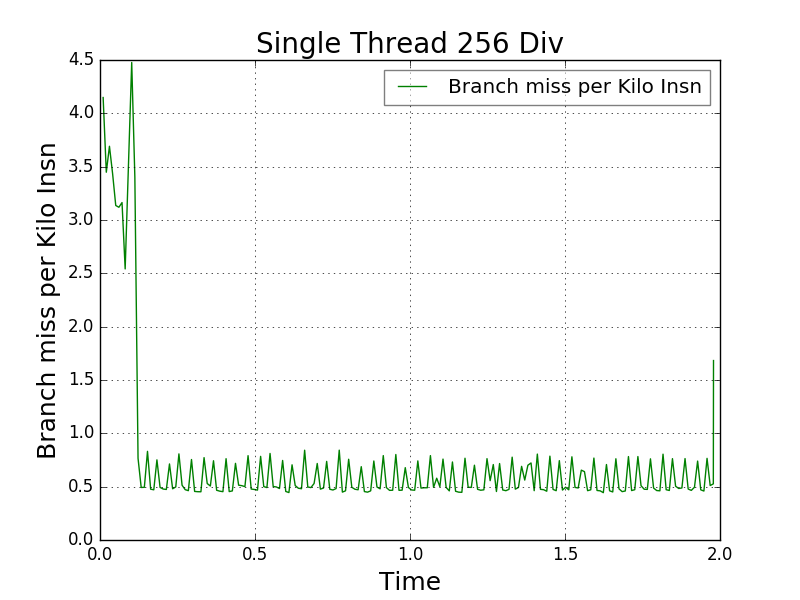 Single Thread 256 Div
Branch miss per Kilo Insn
Branch miss per Kilo Insn
4.5
4.0
3.5
3.0
2.5
2.0
1.5
1.0
0.5
0.0
0.0 0.5 1.0 1.5 2.0
Time